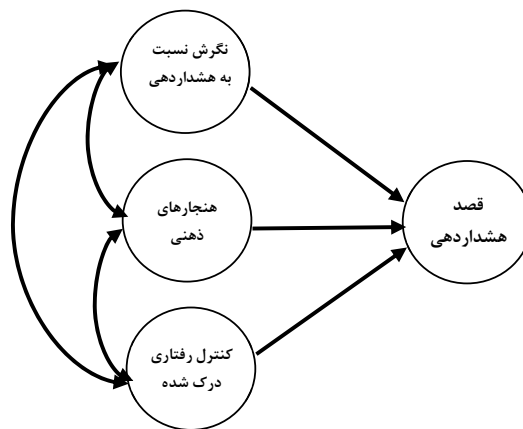 نگرش نسبت
به هشداردهی
هنجارهای
ذهنی
قصد
هشداردهی
کنترل رفتاری
درک شده